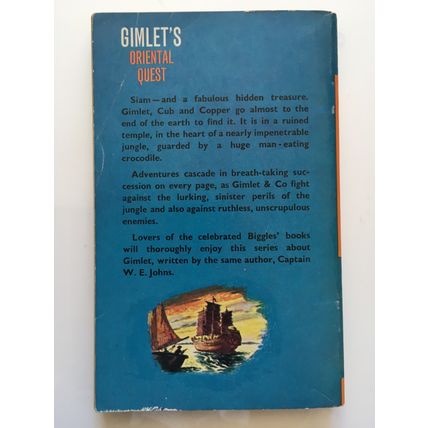 GIMLET'S
ORIENTAL
QUEST
Siam—and a fabulous hidden treasure.
Gimlet, Cub and Copper go almost to the
end of the earth to find it. It is in a ruined
temple, in the heart of a nearly impenetrable
jungle, guarded by a huge man-eating
crocodile.
Adventures cascade in breath-taking suc-
cession on every page, as Gimlet & Co fight
against the lurking, sinister perils of the
jungle and also against ruthless, unscrupulous
enemies.
Lovers of the celebrated Biggles' books
will thoroughly enjoy this series about
Gimlet, written by the same author, Captain
W. E. Johns.